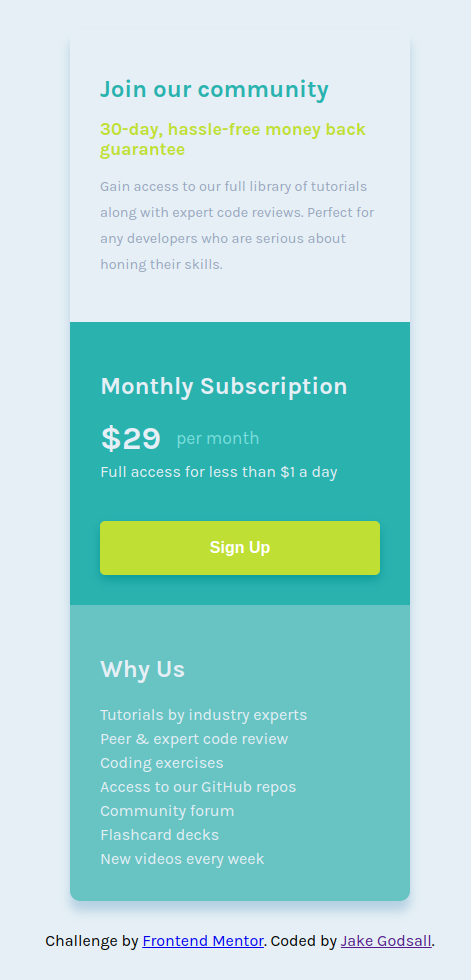 Join our community
30-day, hassle-free money back
guarantee
Gain access to our full library of tutorials
along with expert code reviews. Perfect for
any developers who are serious about
honing their skills.
Monthly Subscription
$29 per month
Full access for less than $1 a day
Sign Up
Why Us
Tutorials by industry experts
Peer & expert code review
Coding exercises
Access to our GitHub repos
Community forum
Flashcard decks
New videos every week
Challenge by Frontend Mentor. Coded by Jake Godsall.